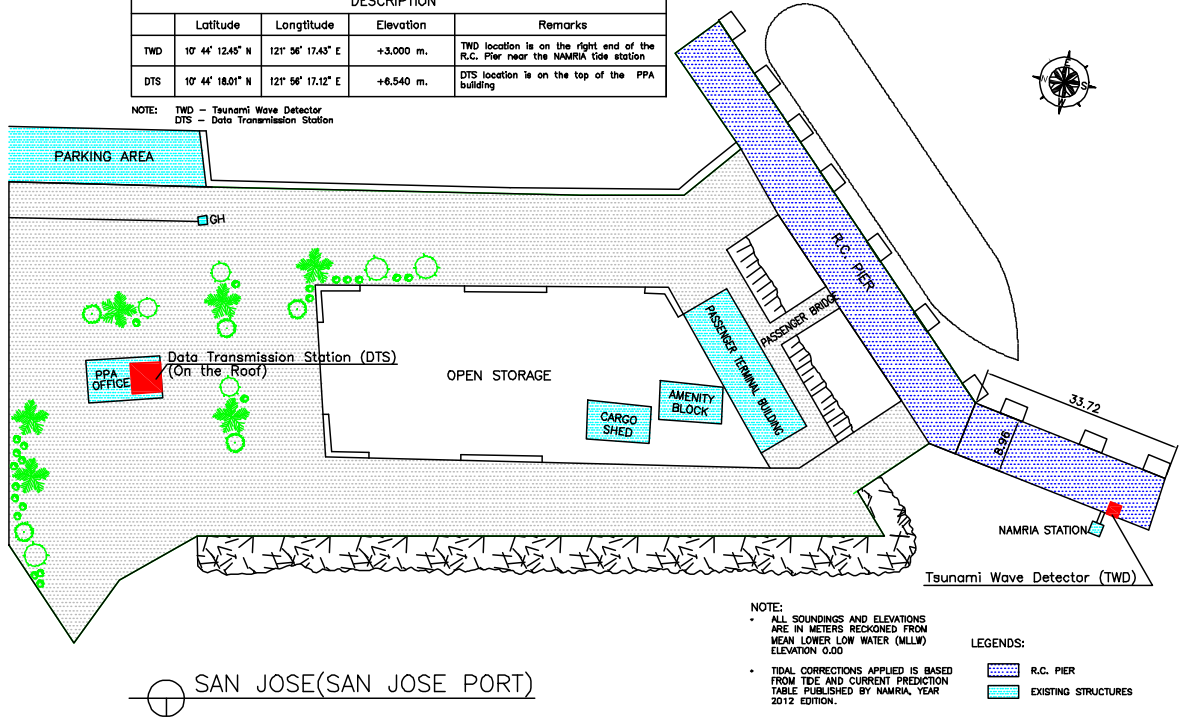 DESCRIPTION
Latitude Longtitude Elevation Remarks
TWD 10° 44' 12.45" N 121° 56' 17.43" E +3.000 m. TWD location is on the right end of the
R.C. Pier near the NAMRIA tide station
DTS 10° 44' 18.01" N 121° 56' 17.12" E +6.540 m. DTS location is on the top of the PPA
building
NOTE: TWD - Tsunami Wave Detector
DTS - Data Transmission Station
E
N
S
W
PARKING AREA
GH
R.C. PIER
PASSENGER BRIDGE
PASSENGER TERMINAL BUILDING
Data Transmission Station (DTS)
(On the Roof)
PPA
OFFICE
OPEN STORAGE
AMENITY
BLOCK
CARGO
SHED
33.72
8.96
NAMRIA STATION
Tsunami Wave Detector (TWD)
NOTE:
* ALL SOUNDINGS AND ELEVATIONS
ARE IN METERS RECKONED FROM
MEAN LOWER LOW WATER (MLLW)
ELEVATION 0.00
* TIDAL CORRECTIONS APPLIED IS BASED
FROM TIDE AND CURRENT PREDICTION
TABLE PUBLISHED BY NAMRIA, YEAR
2012 EDITION.
LEGENDS:
R.C. PIER
EXISTING STRUCTURES
SAN JOSE(SAN JOSE PORT)